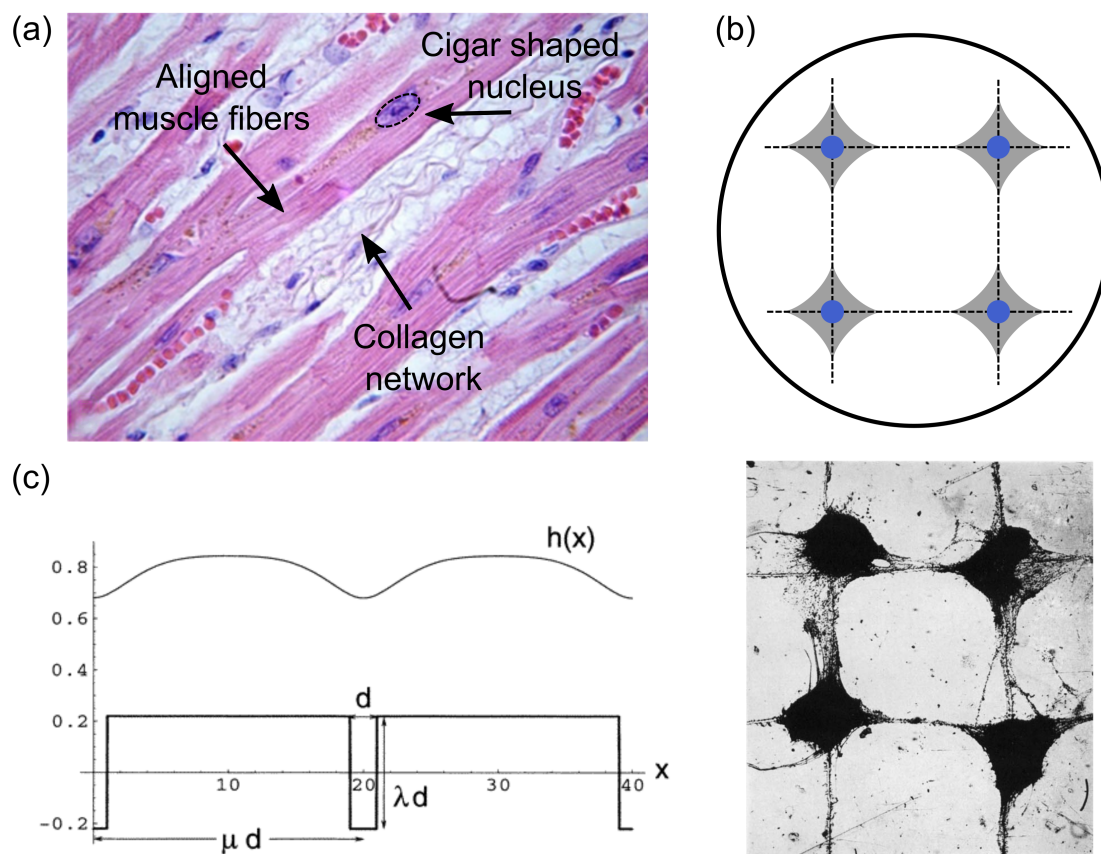 (a)
Aligned
muscle fibers
Cigar shaped
nucleus
Collagen
network
(b)
(c)
h(x)
0.8
0.6
0.4
0.2
-0.2
d
λd
μ d
10
20
30
40
x